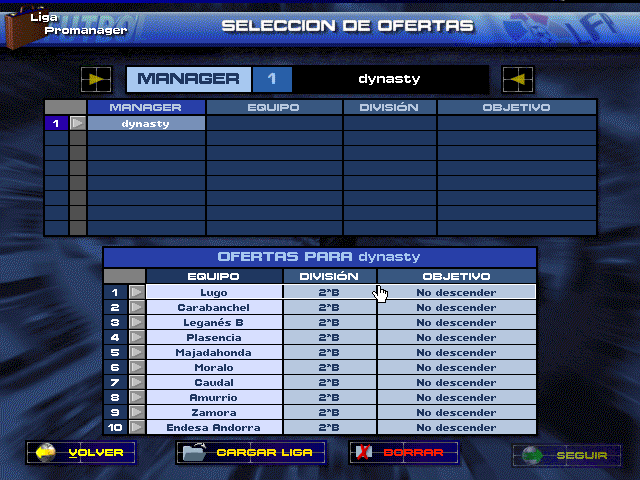 Liga
Promanager
SELECCION DE OFERTAS
LFP
MANAGER 1 dynasty
MANAGER EQUIPO DIVISIÓN OBJETIVO
1 dynasty
OFERTAS PARA dynasty
EQUIPO DIVISIÓN OBJETIVO
1 Lugo 2ªB No descender
2 Carabanchel 2ªB No descender
3 Leganés B 2ªB No descender
4 Plasencia 2ªB No descender
5 Majadahonda 2ªB No descender
6 Moralo 2ªB No descender
7 Caudal 2ªB No descender
8 Amurrio 2ªB No descender
9 Zamora 2ªB No descender
10 Endesa Andorra 2ªB No descender
VOLVER CARGAR LIGA BORRAR SEGUIR